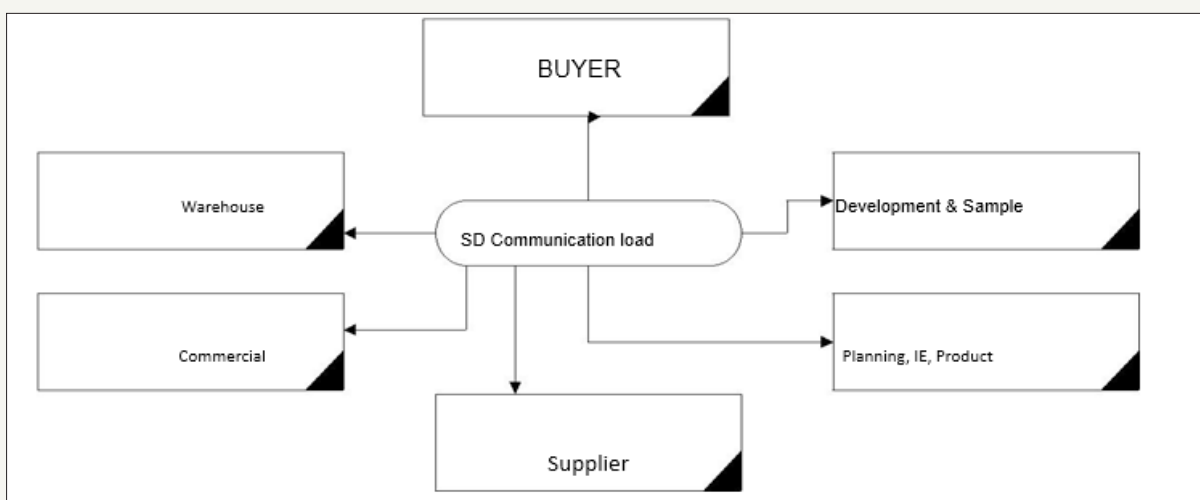 BUYER
Warehouse
Development & Sample
SD Communication load
Commercial
Planning, IE, Product
Supplier